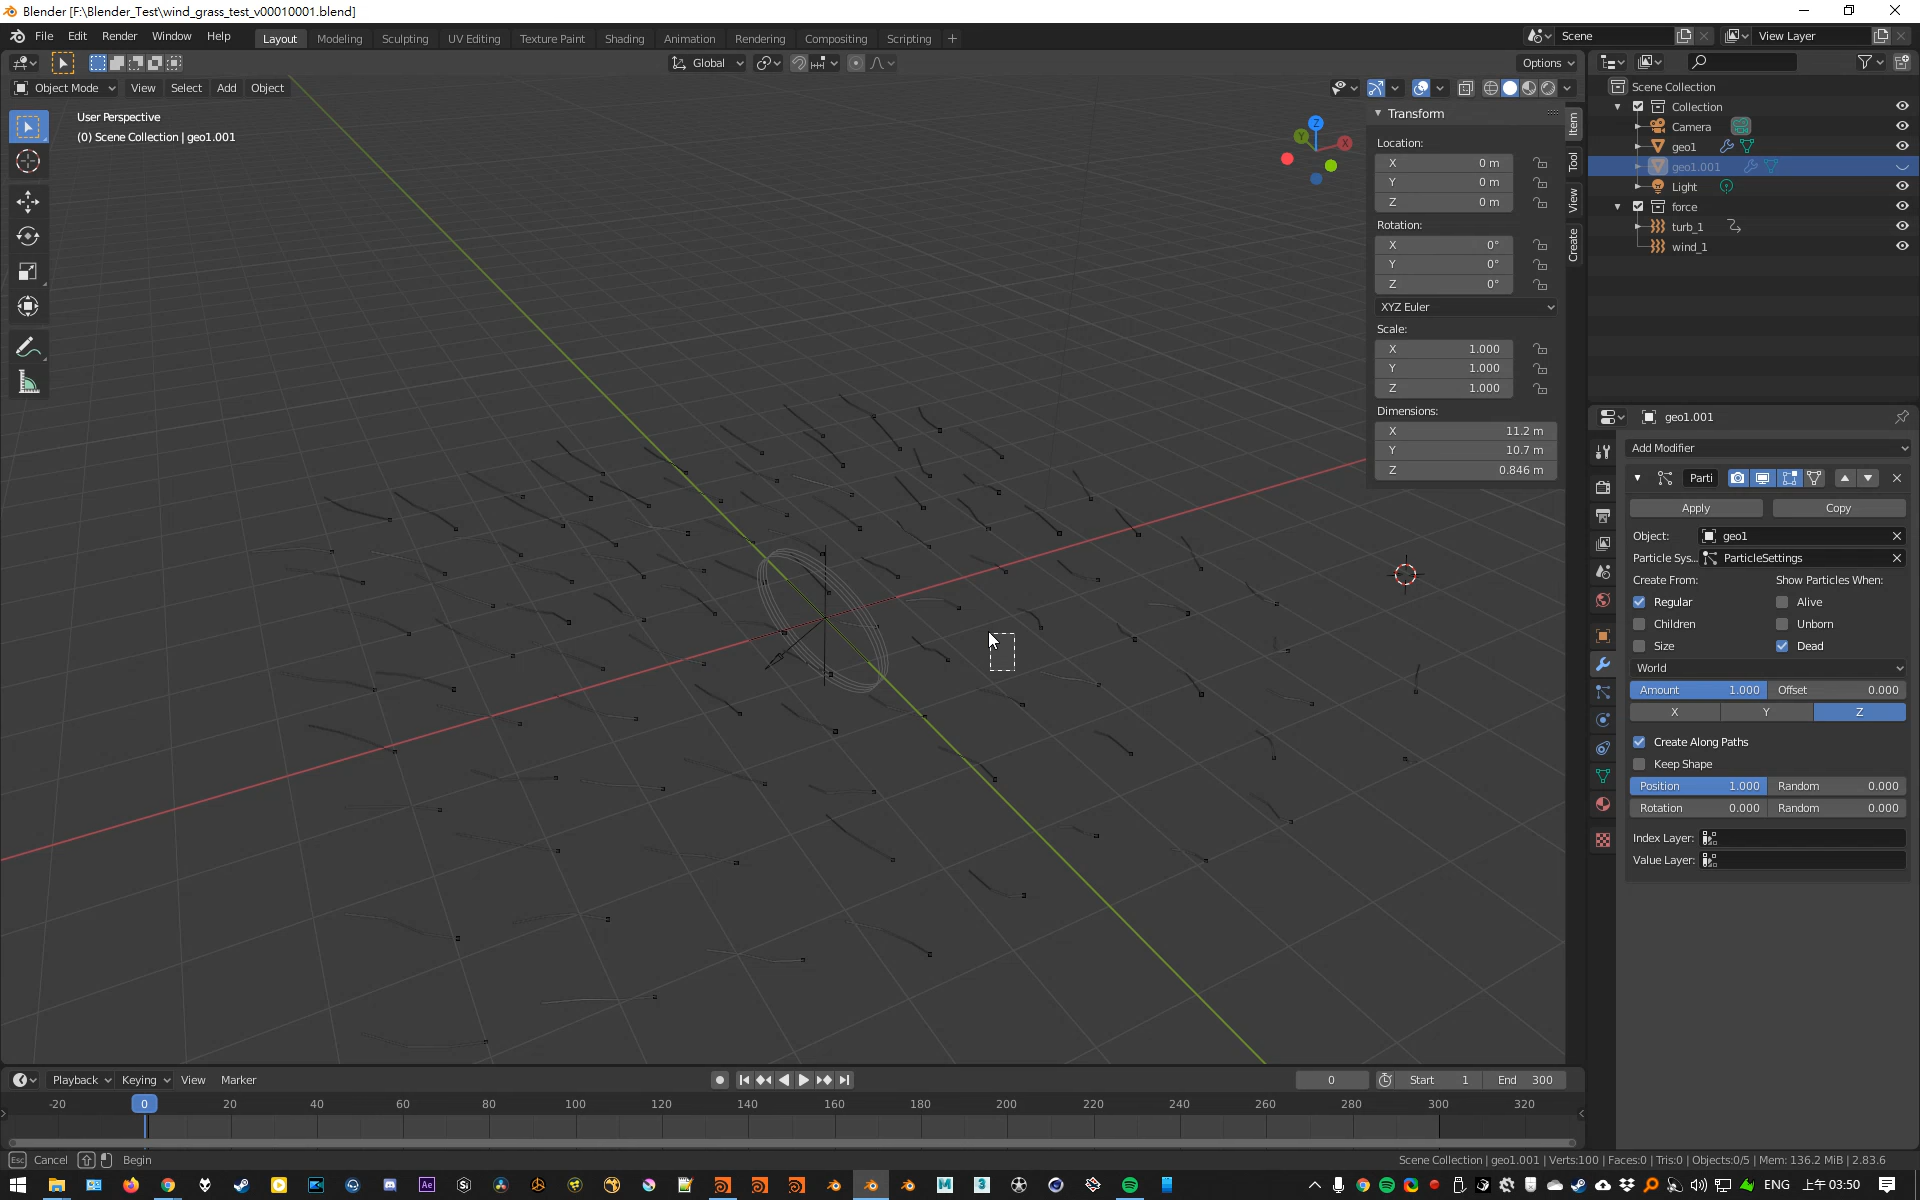 Blender [F:\Blender_Test\wind_grass_test_v00010001.blend]
File Edit Render Window Help
Layout Modeling Sculpting UV Editing Texture Paint Shading Animation Rendering Compositing Scripting +
Scene
View Layer
Global
Options
Object Mode View Select Add Object
User Perspective
(0) Scene Collection | geo1.001
Z
Y
X
Transform
Location:
X 0 m
Y 0 m
Z 0 m
Rotation:
X 0°
Y 0°
Z 0°
XYZ Euler
Scale:
X 1.000
Y 1.000
Z 1.000
Dimensions:
X 11.2 m
Y 10.7 m
Z 0.846 m
Item
Tool
View
Create
Scene Collection
Collection
Camera
geo1
geo1.001
Light
force
turb_1
wind_1
geo1.001
Add Modifier
Parti
Apply Copy
Object: geo1
Particle Sys.. ParticleSettings
Create From: Show Particles When:
Regular Alive
Children Unborn
Size Dead
World
Amount 1.000 Offset 0.000
X Y Z
Create Along Paths
Keep Shape
Position 1.000 Random 0.000
Rotation 0.000 Random 0.000
Index Layer:
Value Layer:
Playback Keying View Marker
0
Start 1 End 300
-20 0 20 40 60 80 100 120 140 160 180 200 220 240 260 280 300 320
Esc Cancel Begin
Scene Collection | geo1.001 | Verts:100 | Faces:0 | Tris:0 | Objects:0/5 | Mem: 136.2 MiB | 2.83.6
Ae
M
3
ENG 上午 03:50